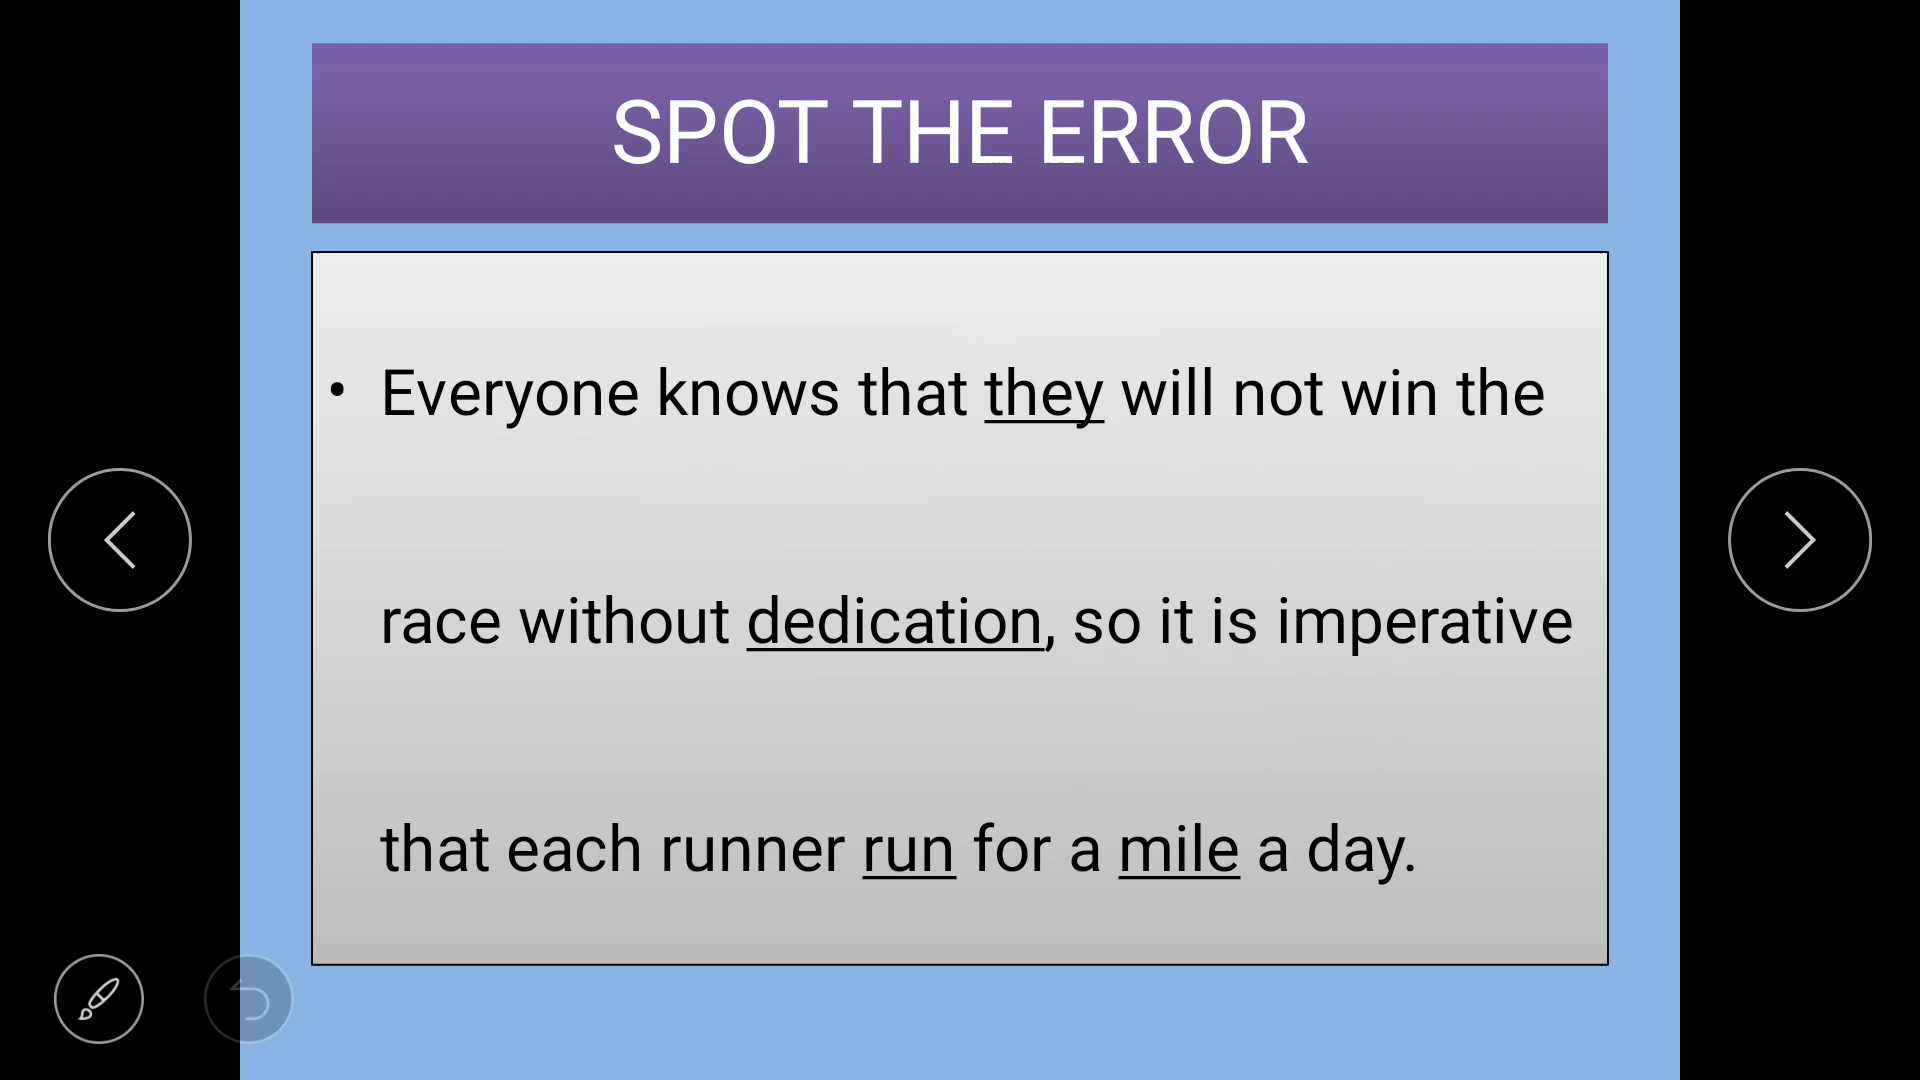 SPOT THE ERROR
• Everyone knows that they will not win the
race without dedication, so it is imperative
that each runner run for a mile a day.